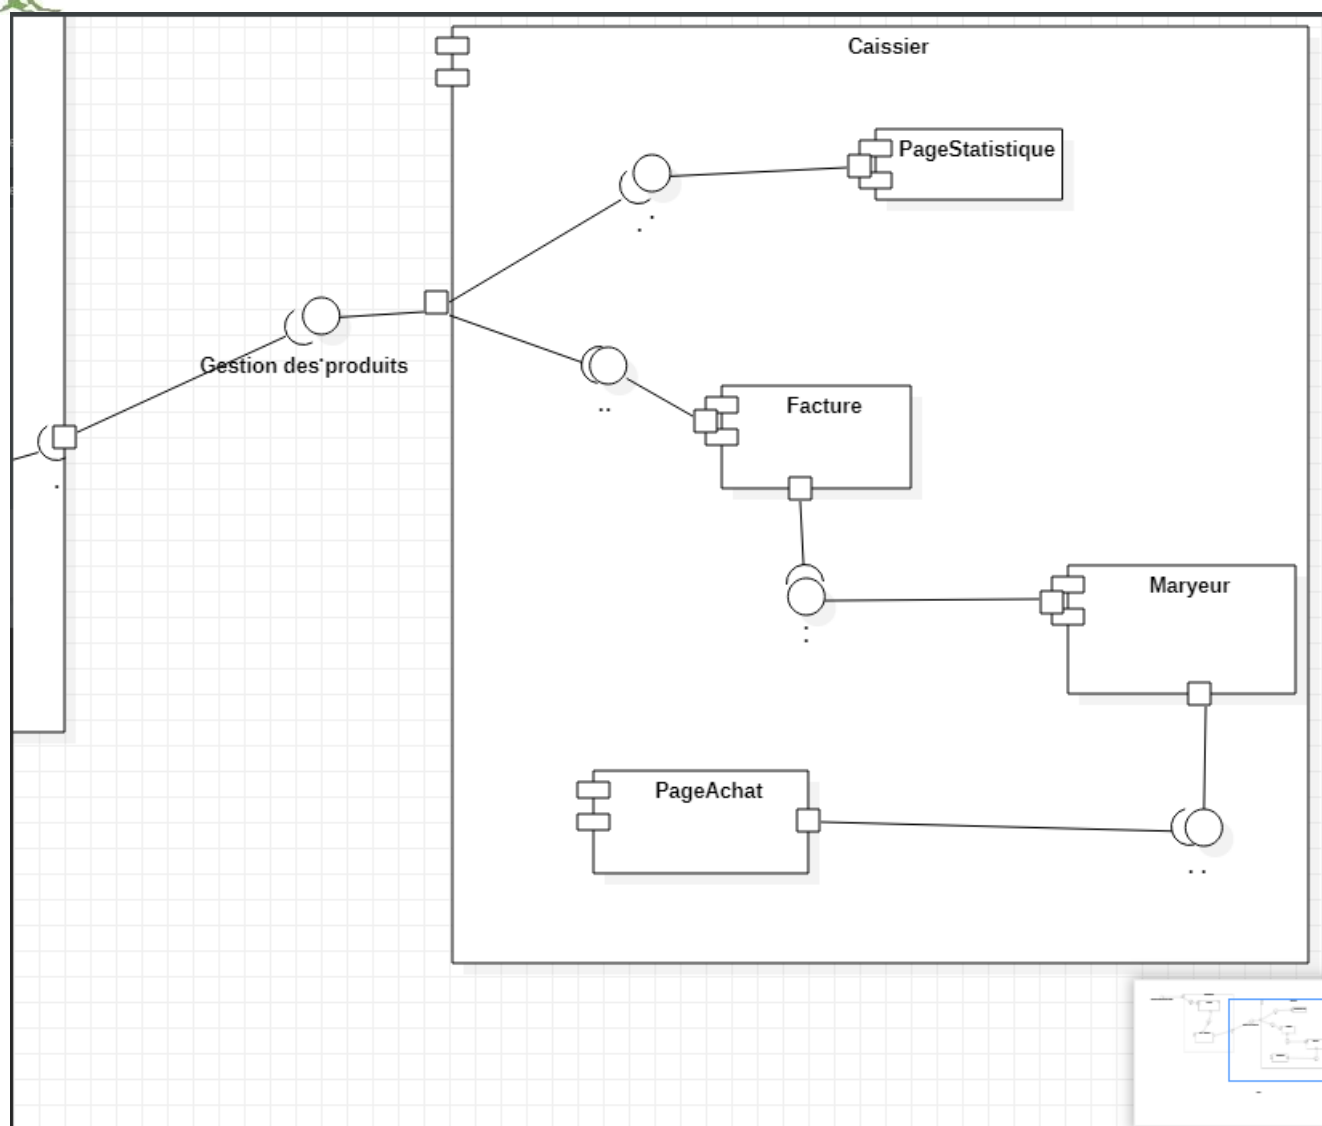 Caissier
PageStatistique
Gestion des produits
Facture
Maryeur
PageAchat